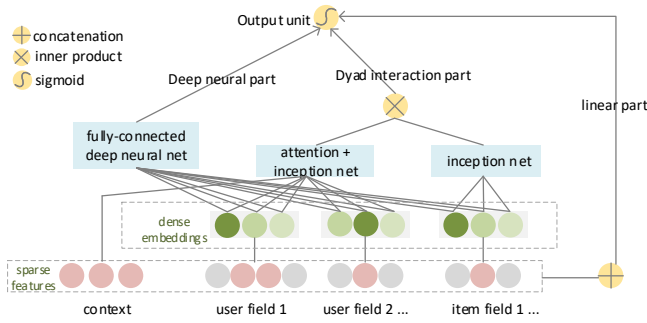 Output unit
concatenation
inner product
sigmoid
Deep neural part
Dyad interaction part
linear part
fully-connected
deep neural net
attention +
inception net
inception net
dense
embeddings
sparse
features
context
user field 1
user field 2 ...
item field 1 ...